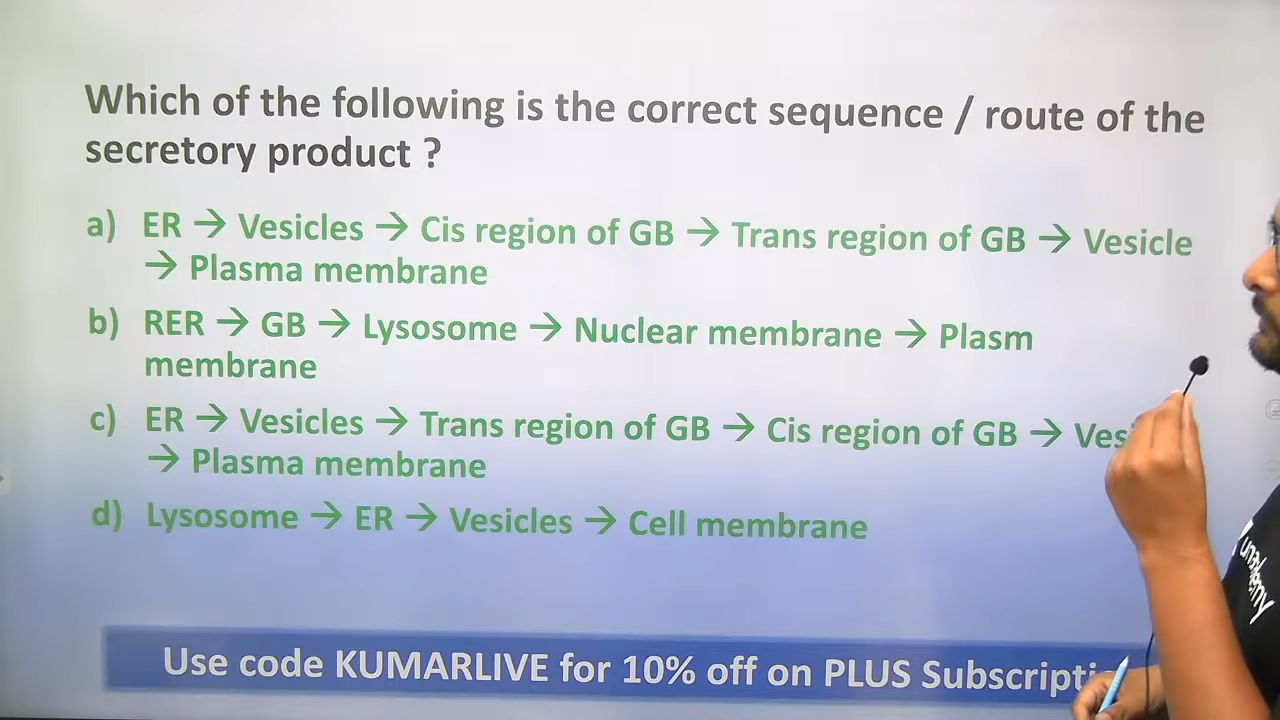 Which of the following is the correct sequence / route of the
secretory product ?
a) ER → Vesicles → Cis region of GB → Trans region of GB → Vesicle
→ Plasma membrane
b) RER → GB → Lysosome → Nuclear membrane → Plasm
membrane
c) ER → Vesicles → Trans region of GB → Cis region of GB →
→ Plasma membrane
d) Lysosome → ER → Vesicles → Cell membrane
Use code KUMARLIVE for 10% off on PLUS